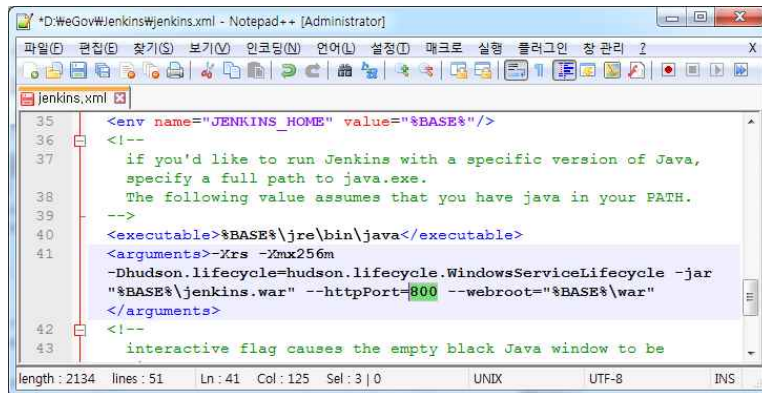 *D:₩eGov₩Jenkins₩jenkins.xml - Notepad++ [Administrator]
파일(F) 편집(E) 찾기(S) 보기(V) 인코딩(N) 언어(L) 설정(T) 매크로 실행 플러그인 창 관리 ? X
jenkins.xml
35 <env name="JENKINS_HOME" value="%BASE%"/>
36 <!--
37 if you'd like to run Jenkins with a specific version of Java,
specify a full path to java.exe.
38 The following value assumes that you have java in your PATH.
39 -->
40 <executable>%BASE%\jre\bin\java</executable>
41 <arguments>-Xrs -Xmx256m
-Dhudson.lifecycle=hudson.lifecycle.WindowsServiceLifecycle -jar
"%BASE%\jenkins.war" --httpPort=800 --webroot="%BASE%\war"
</arguments>
42 <!--
43 interactive flag causes the empty black Java window to be
length : 2134 lines : 51 Ln : 41 Col : 125 Sel : 3 | 0 UNIX UTF-8 INS